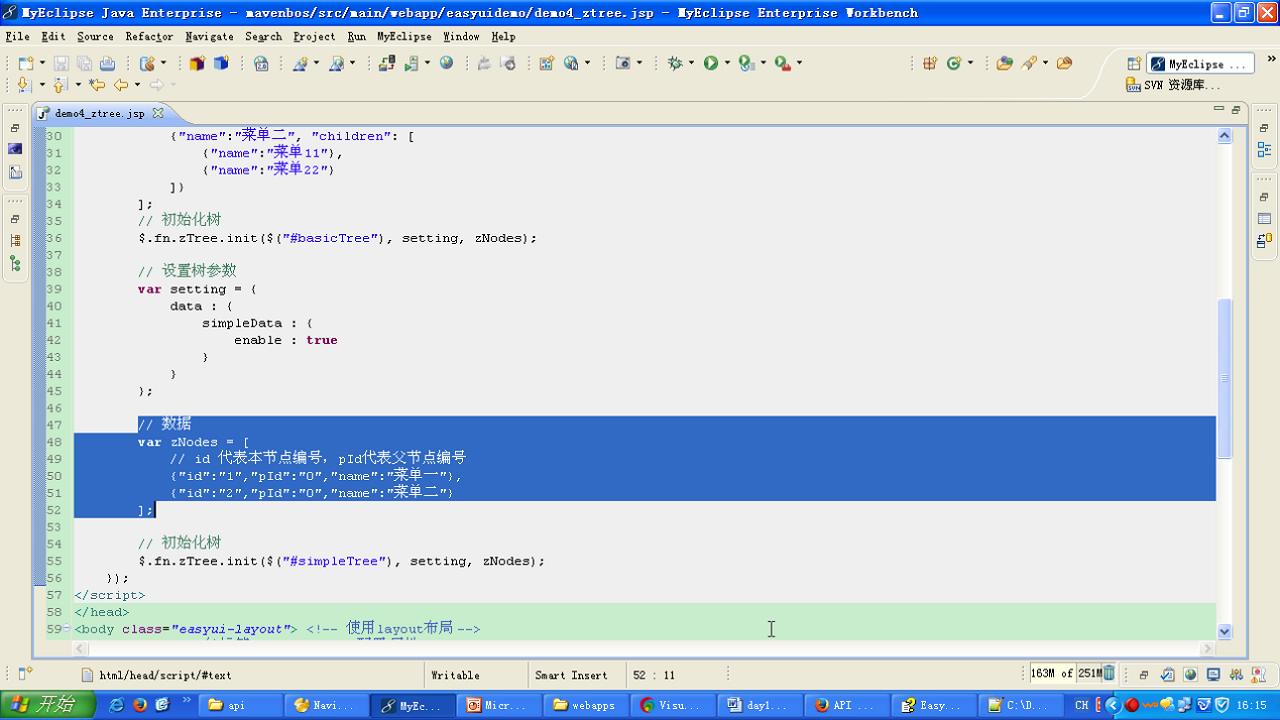 MyEclipse Java Enterprise - mavenbos/src/main/webapp/easyuidemo/demo4_ztree.jsp - MyEclipse Enterprise Workbench
File Edit Source Refactor Navigate Search Project Run MyEclipse Window Help
MyEclipse ...
SVN 资源库...
demo4_ztree.jsp
30 {"name":"菜单二", "children": [
31 {"name":"菜单11"},
32 {"name":"菜单22"}
33 ]}
34 ];
35 // 初始化树
36 $.fn.zTree.init($("#basicTree"), setting, zNodes);
37
38 // 设置树参数
39 var setting = {
40 data : {
41 simpleData : {
42 enable : true
43 }
44 }
45 };
46
47 // 数据
48 var zNodes = [
49 // id 代表本节点编号，pId代表父节点编号
50 {"id":"1","pId":"0","name":"菜单一"},
51 {"id":"2","pId":"0","name":"菜单二"}
52 ];
53
54 // 初始化树
55 $.fn.zTree.init($("#simpleTree"), setting, zNodes);
56 });
57 </script>
58 </head>
59 <body class="easyui-layout"> <!-- 使用layout布局 -->
html/head/script/#text Writable Smart Insert 52 : 11 163M of 251M
开始 api Navi... MyEc... Micr... webapps Visu... day1... API ... Easy... C:\D... CH 16:15